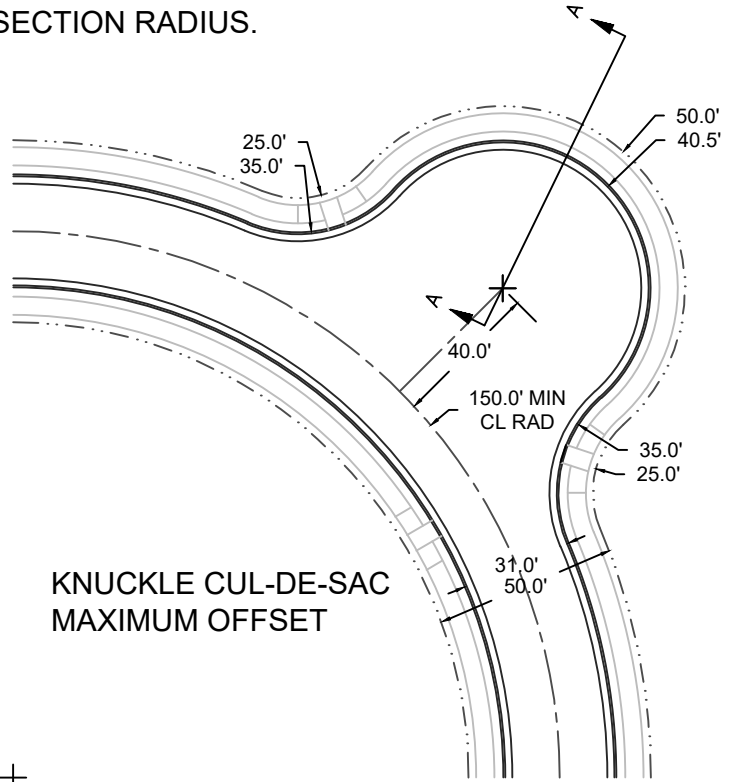 SECTION RADIUS.
A
50.0'
40.5'
25.0'
35.0'
A
40.0'
150.0' MIN
CL RAD
35.0'
25.0'
31.0'
50.0'
KNUCKLE CUL-DE-SAC
MAXIMUM OFFSET